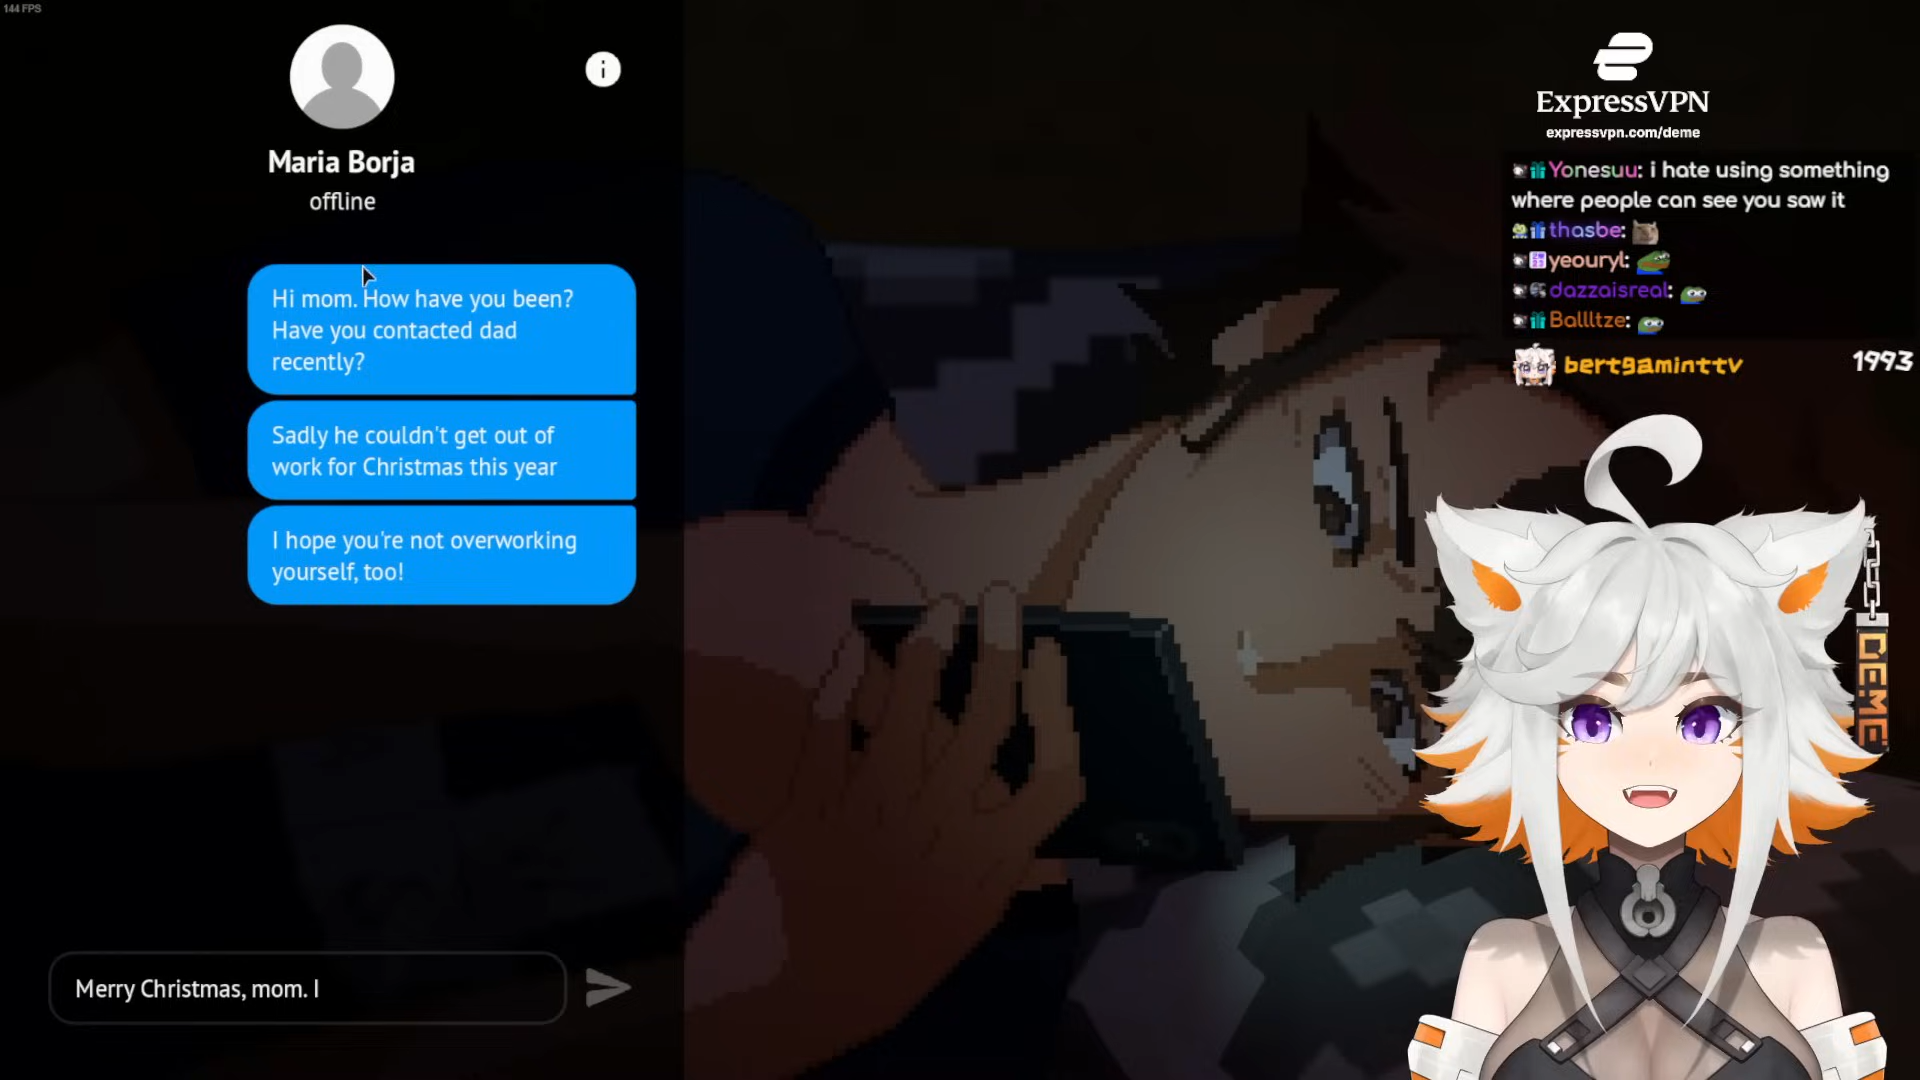 144 FPS
Maria Borja
offline
Hi mom. How have you been?
Have you contacted dad
recently?
Sadly he couldn't get out of
work for Christmas this year
I hope you're not overworking
yourself, too!
Merry Christmas, mom. I
ExpressVPN
expressvpn.com/deme
Yonesuu: i hate using something
where people can see you saw it
thasbe:
yeouryl:
dazzaisreal:
Ballltze:
bertgaminttv 1993
DEME